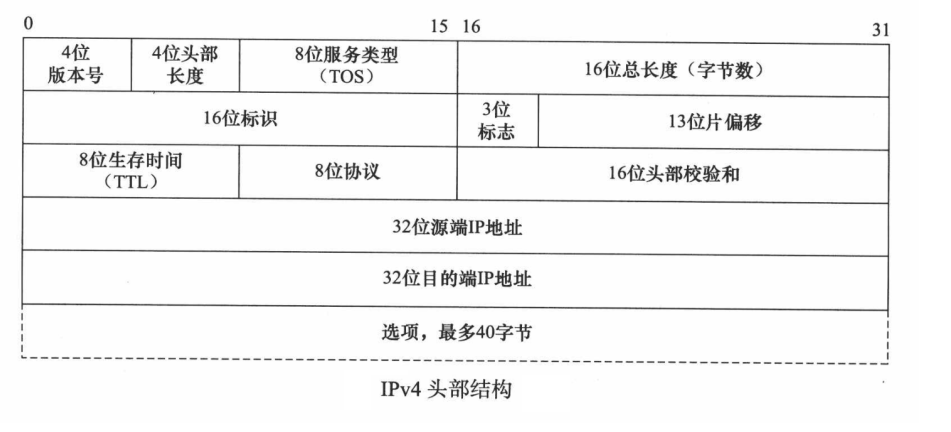 0 15 16 31
4位 4位头部 8位服务类型 16位总长度（字节数）
版本号 长度 （TOS）
16位标识 3位 13位片偏移
标志
8位生存时间 8位协议 16位头部校验和
（TTL）
32位源端IP地址
32位目的端IP地址
选项，最多40字节
IPv4 头部结构